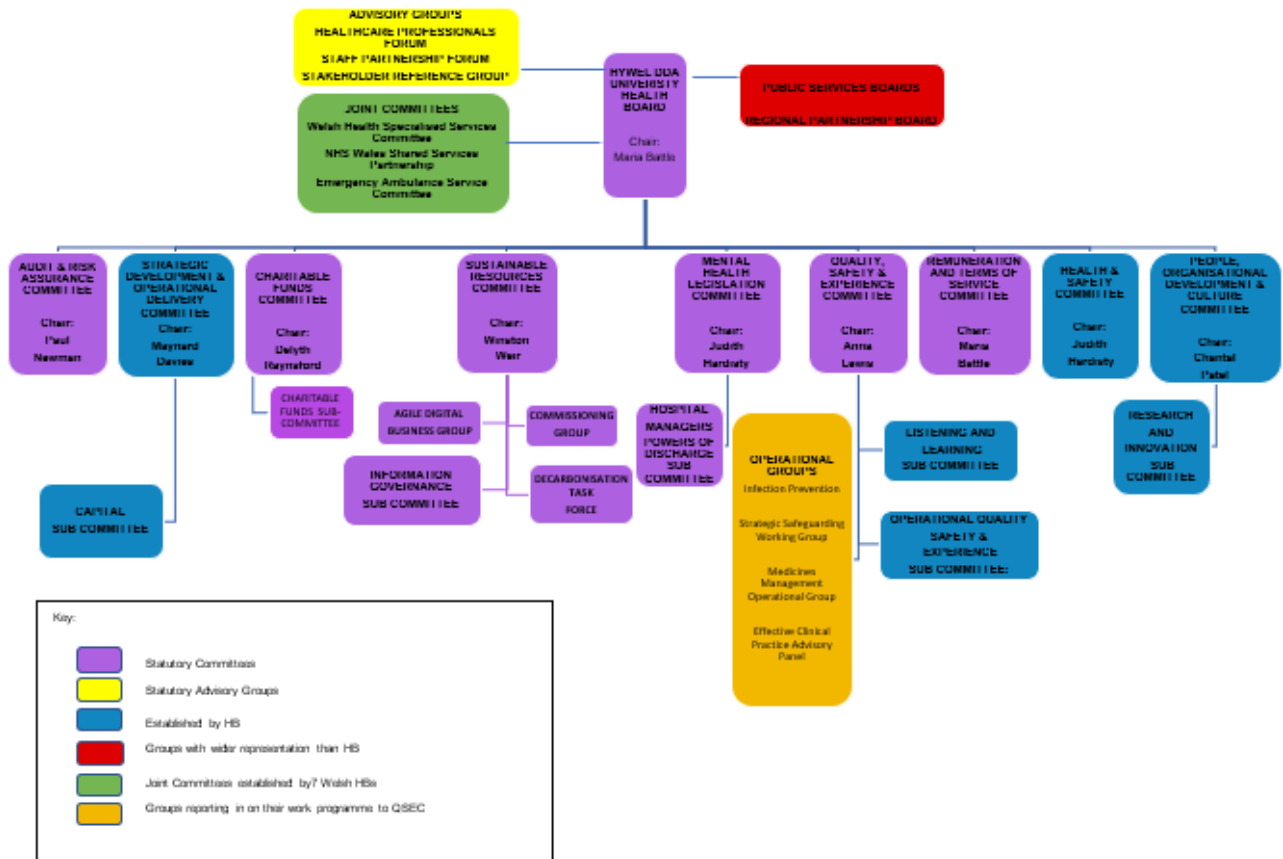 ADVISORY GROUPS
HEALTHCARE PROFESSIONALS
FORUM
STAFF PARTNERSHIP FORUM
STAKEHOLDER REFERENCE GROUP
JOINT COMMITTEES
Welsh Health Specialised Services
Committee
NHS Wales Shared Services
Partnership
Emergency Ambulance Service
Committee
HYWEL DDA
UNIVERISTY
HEALTH
BOARD
Chair:
Maria Battle
PUBLIC SERVICES BOARDS
REGIONAL PARTNERSHIP BOARD
AUDIT & RISK
ASSURANCE
COMMITTEE
Chair:
Paul
Newman
STRATEGIC
DEVELOPMENT &
OPERATIONAL
DELIVERY
COMMITTEE
Chair:
Maynard
Davies
CHARITABLE
FUNDS
COMMITTEE
Chair:
Delyth
Raynsford
SUSTAINABLE
RESOURCES
COMMITTEE
Chair:
Winston
Weir
MENTAL
HEALTH
LEGISLATION
COMMITTEE
Chair:
Judith
Hardisty
QUALITY,
SAFETY &
EXPERIENCE
COMMITTEE
Chair:
Anna
Lewis
REMUNERATION
AND TERMS OF
SERVICE
COMMITTEE
Chair:
Maria
Battle
HEALTH &
SAFETY
COMMITTEE
Chair:
Judith
Hardisty
PEOPLE,
ORGANISATIONAL
DEVELOPMENT &
CULTURE
COMMITTEE
Chair:
Chantal
Patel
CHARITABLE
FUNDS SUB-
COMMITTEE
AGILE DIGITAL
BUSINESS GROUP
COMMISSIONING
GROUP
INFORMATION
GOVERNANCE
SUB COMMITTEE
DECARBONISATION
TASK
FORCE
HOSPITAL
MANAGERS
POWERS OF
DISCHARGE SUB
COMMITTEE
OPERATIONAL
GROUPS
Infection Prevention
Strategic Safeguarding
Working Group
Medicines
Management
Operational Group
Effective Clinical
Practice Advisory
Panel
LISTENING AND
LEARNING
SUB COMMITTEE
OPERATIONAL QUALITY
SAFETY &
EXPERIENCE
SUB COMMITTEE:
RESEARCH
AND
INNOVATION
SUB
COMMITTEE
CAPITAL
SUB COMMITTEE
Key:
Statutory Committees
Statutory Advisory Groups
Established by HB
Groups with wider representation than HB
Joint Committees established by7 Welsh HBs
Groups reporting in on their work programme to QSEC